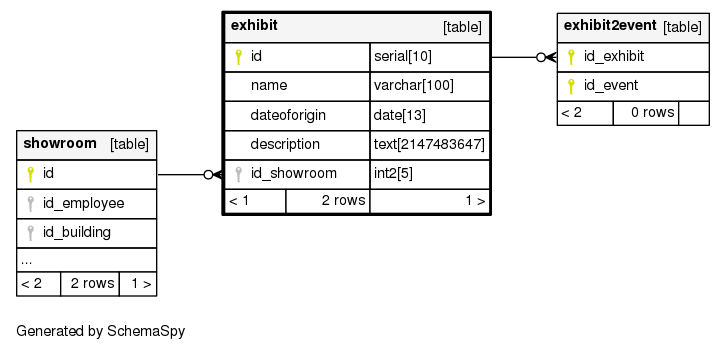 exhibit [table]
id serial[10]
name varchar[100]
dateoforigin date[13]
description text[2147483647]
id_showroom int2[5]
< 1 2 rows 1 >
exhibit2event [table]
id_exhibit
id_event
< 2 0 rows
showroom [table]
id
id_employee
id_building
...
< 2 2 rows 1 >
Generated by SchemaSpy